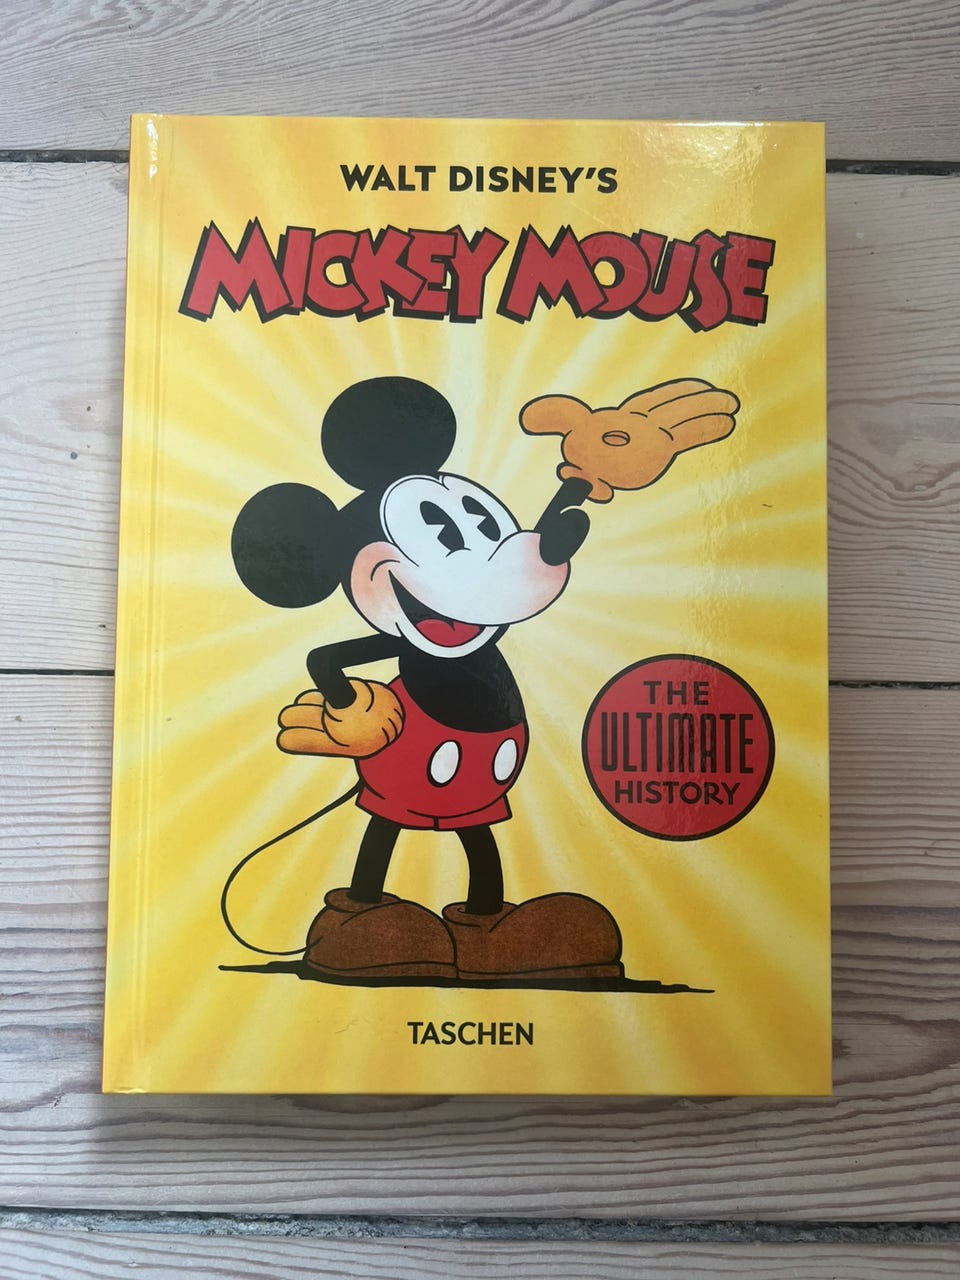 WALT DISNEY'S
MICKEY MOUSE
THE
ULTIMATE
HISTORY
TASCHEN